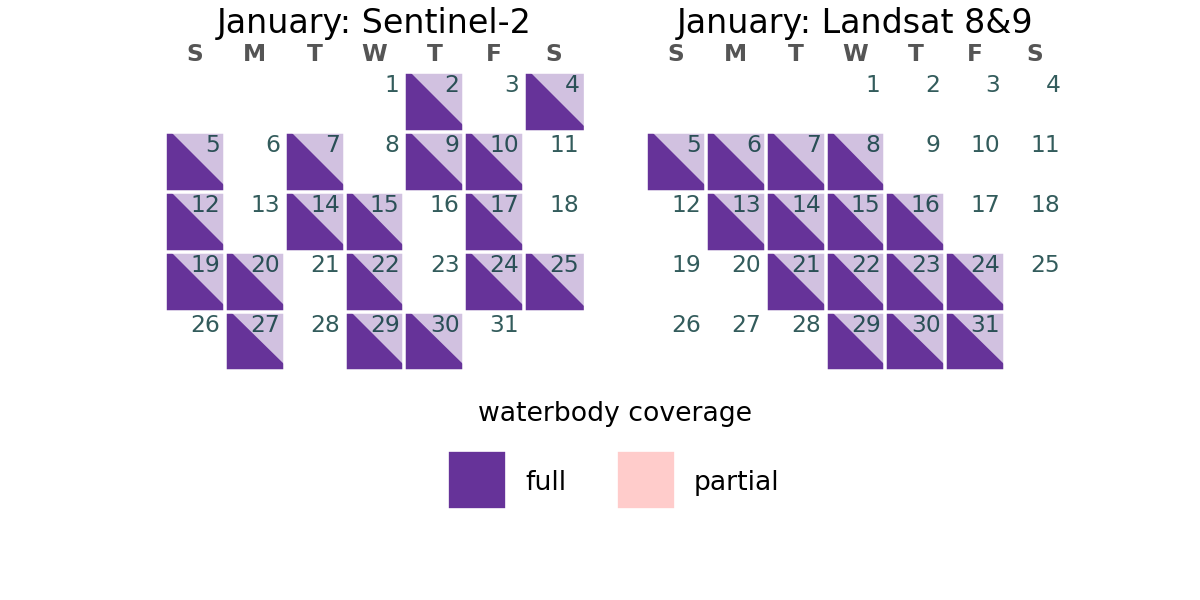 January: Sentinel-2
S M T W T F S
1 2 3 4
5 6 7 8 9 10 11
12 13 14 15 16 17 18
19 20 21 22 23 24 25
26 27 28 29 30 31
January: Landsat 8&9
S M T W T F S
1 2 3 4
5 6 7 8 9 10 11
12 13 14 15 16 17 18
19 20 21 22 23 24 25
26 27 28 29 30 31
waterbody coverage
full partial